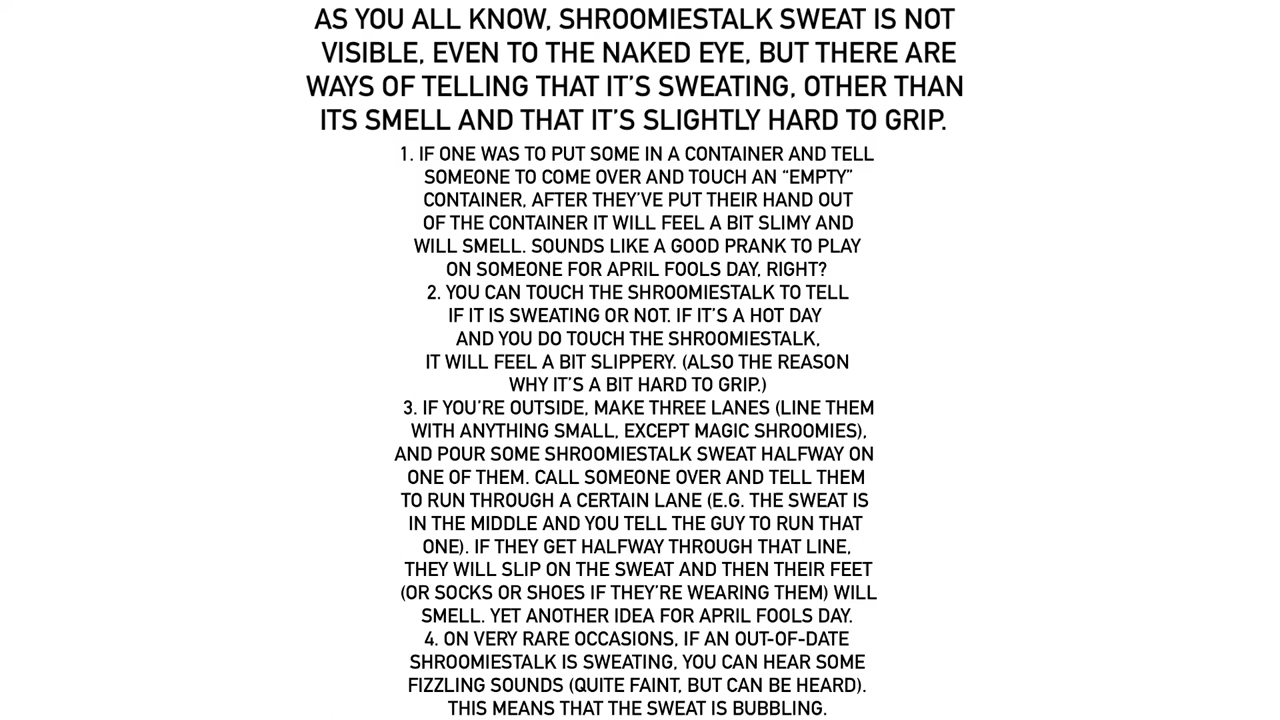 AS YOU ALL KNOW, SHROOMIESTALK SWEAT IS NOT
VISIBLE, EVEN TO THE NAKED EYE, BUT THERE ARE
WAYS OF TELLING THAT IT’S SWEATING, OTHER THAN
ITS SMELL AND THAT IT’S SLIGHTLY HARD TO GRIP.
1. IF ONE WAS TO PUT SOME IN A CONTAINER AND TELL
SOMEONE TO COME OVER AND TOUCH AN “EMPTY”
CONTAINER, AFTER THEY’VE PUT THEIR HAND OUT
OF THE CONTAINER IT WILL FEEL A BIT SLIMY AND
WILL SMELL. SOUNDS LIKE A GOOD PRANK TO PLAY
ON SOMEONE FOR APRIL FOOLS DAY, RIGHT?
2. YOU CAN TOUCH THE SHROOMIESTALK TO TELL
IF IT IS SWEATING OR NOT. IF IT’S A HOT DAY
AND YOU DO TOUCH THE SHROOMIESTALK,
IT WILL FEEL A BIT SLIPPERY. (ALSO THE REASON
WHY IT’S A BIT HARD TO GRIP.)
3. IF YOU’RE OUTSIDE, MAKE THREE LANES (LINE THEM
WITH ANYTHING SMALL, EXCEPT MAGIC SHROOMIES),
AND POUR SOME SHROOMIESTALK SWEAT HALFWAY ON
ONE OF THEM. CALL SOMEONE OVER AND TELL THEM
TO RUN THROUGH A CERTAIN LANE (E.G. THE SWEAT IS
IN THE MIDDLE AND YOU TELL THE GUY TO RUN THAT
ONE). IF THEY GET HALFWAY THROUGH THAT LINE,
THEY WILL SLIP ON THE SWEAT AND THEN THEIR FEET
(OR SOCKS OR SHOES IF THEY’RE WEARING THEM) WILL
SMELL. YET ANOTHER IDEA FOR APRIL FOOLS DAY.
4. ON VERY RARE OCCASIONS, IF AN OUT-OF-DATE
SHROOMIESTALK IS SWEATING, YOU CAN HEAR SOME
FIZZLING SOUNDS (QUITE FAINT, BUT CAN BE HEARD).
THIS MEANS THAT THE SWEAT IS BUBBLING.